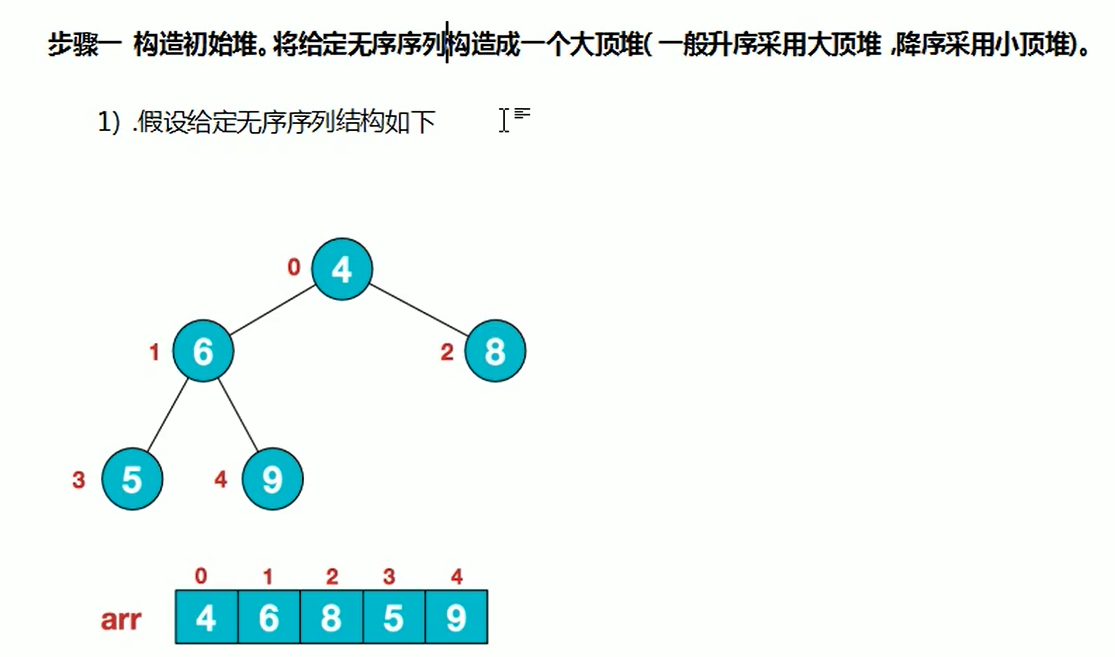 步骤一 构造初始堆。将给定无序序列构造成一个大顶堆( 一般升序采用大顶堆 ,降序采用小顶堆)。
1) .假设给定无序序列结构如下
0 4
1 6 2 8
3 5 4 9
0 1 2 3 4
arr 4 6 8 5 9